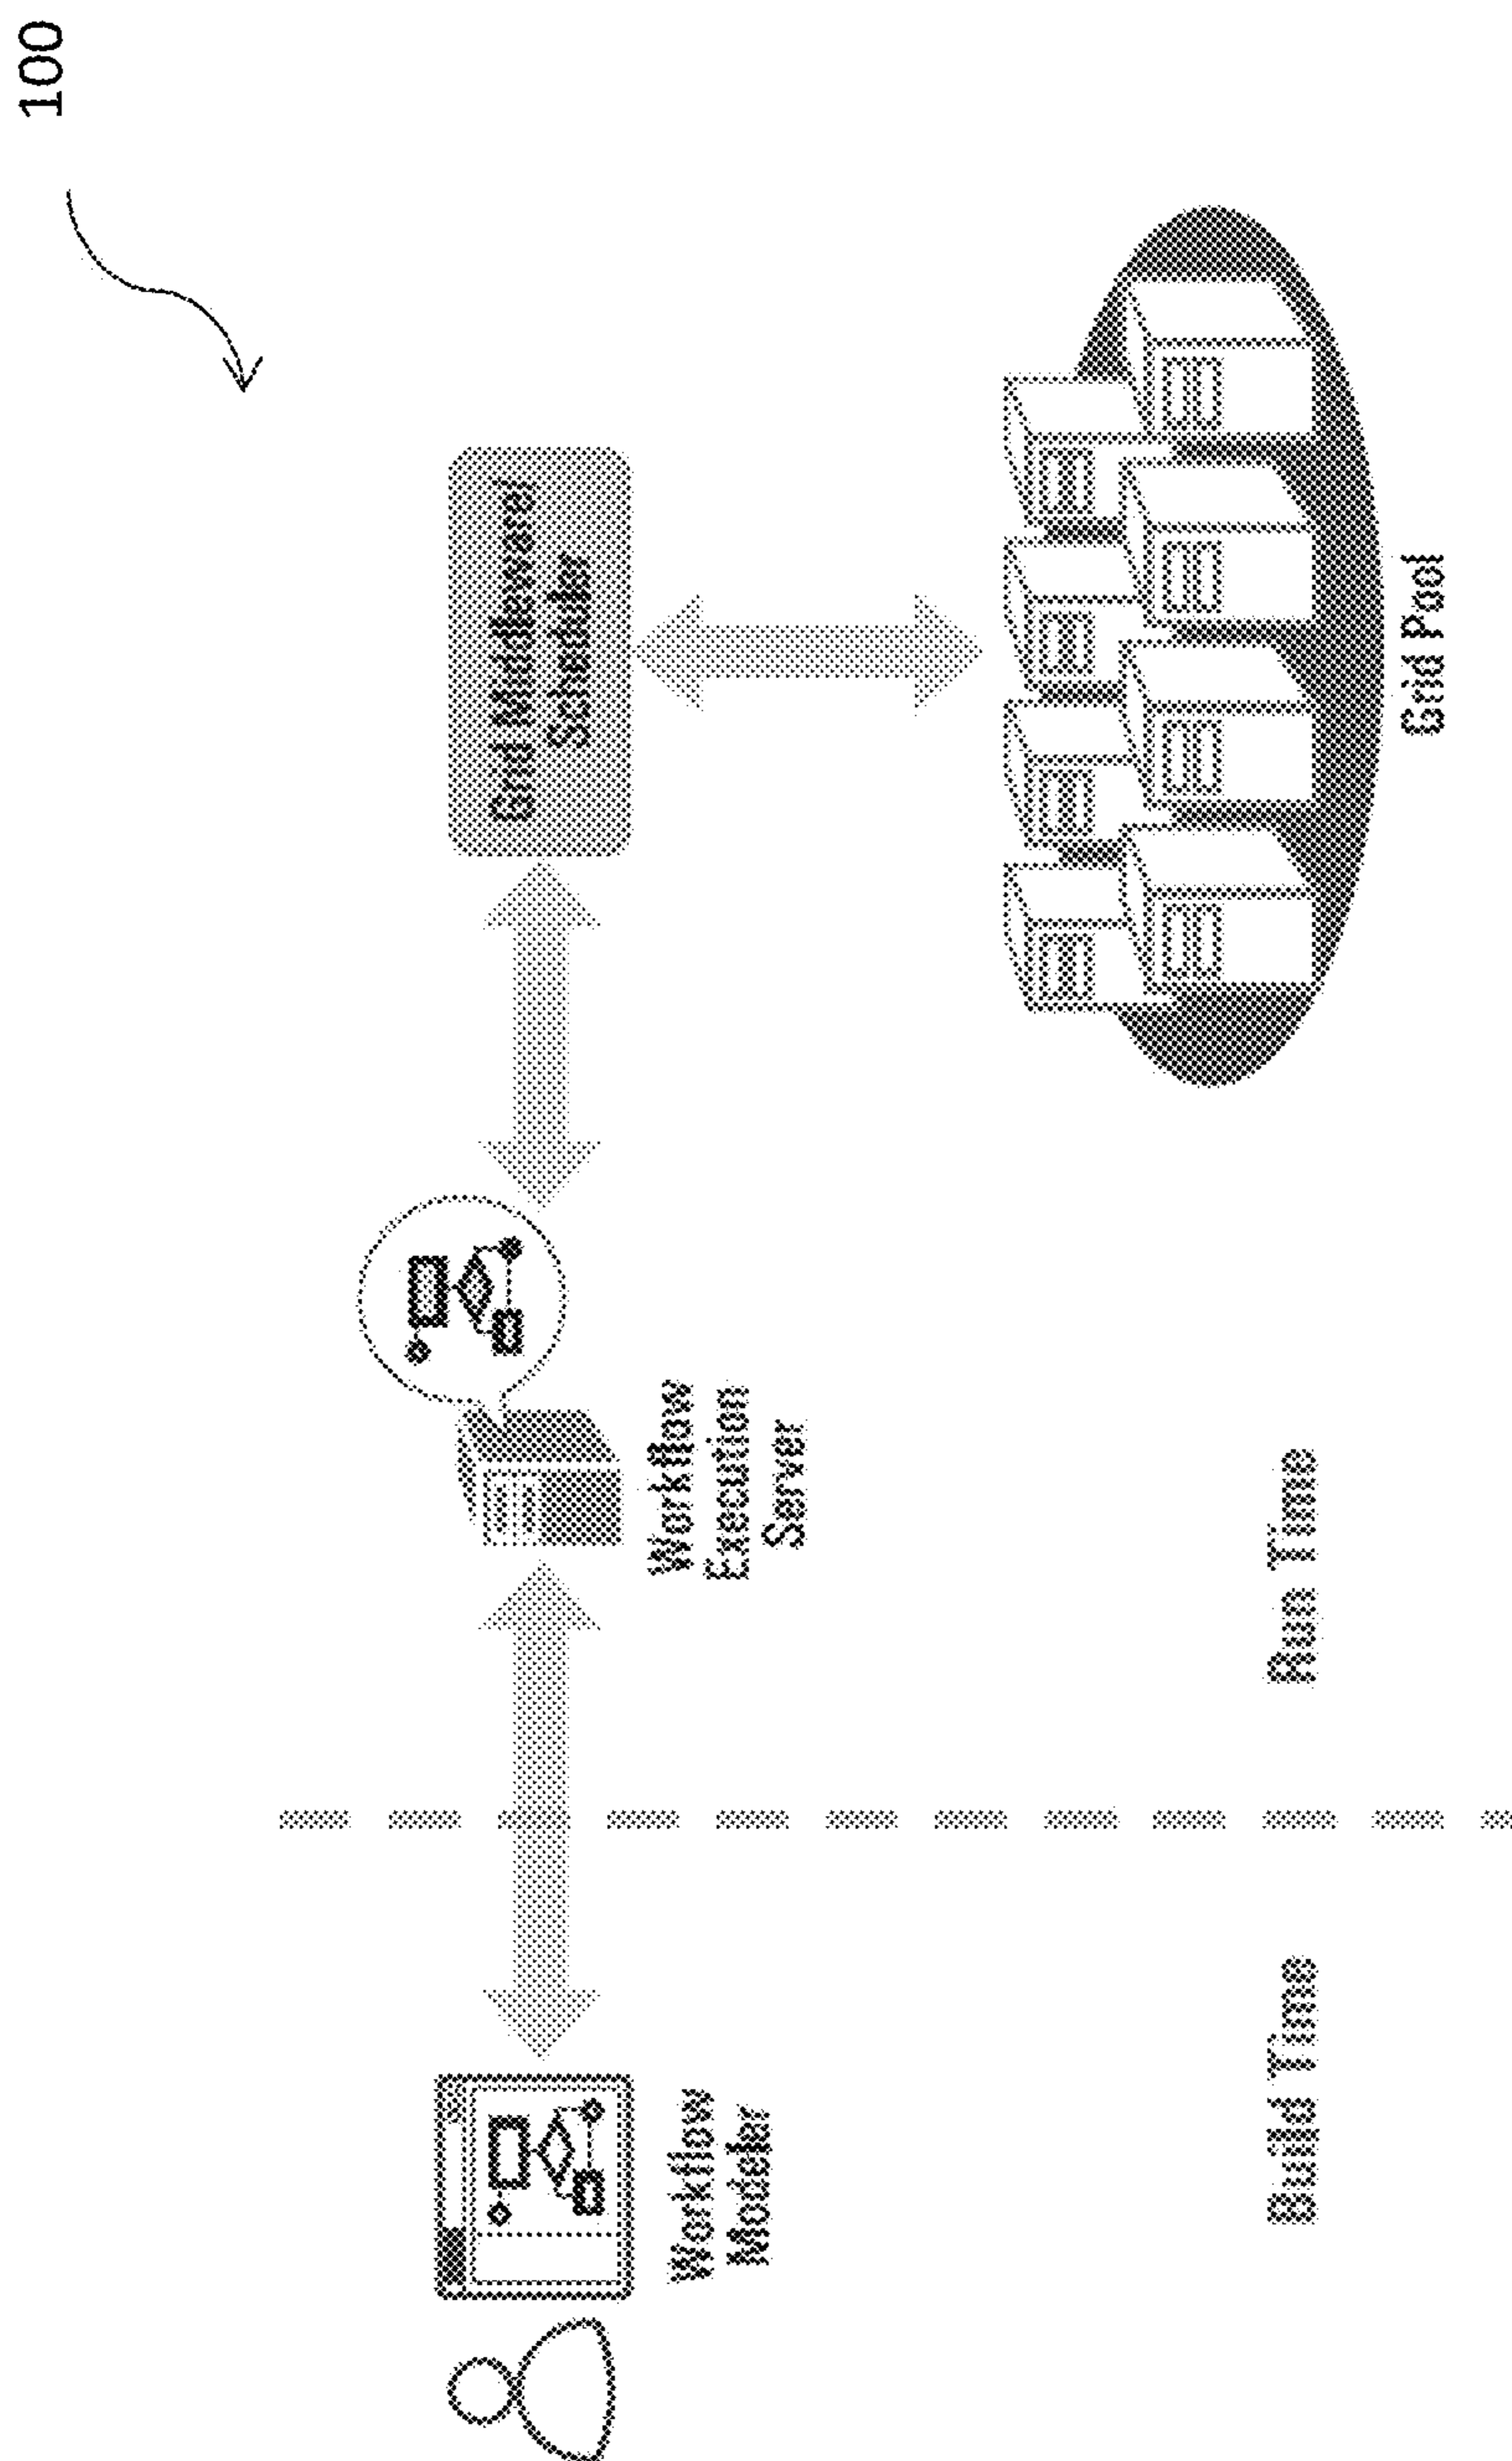 100
Grid Middleware/
Scheduler
Workflow
Execution
Server
Workflow
Modeler
Grid Pool
Build Time
Run Time